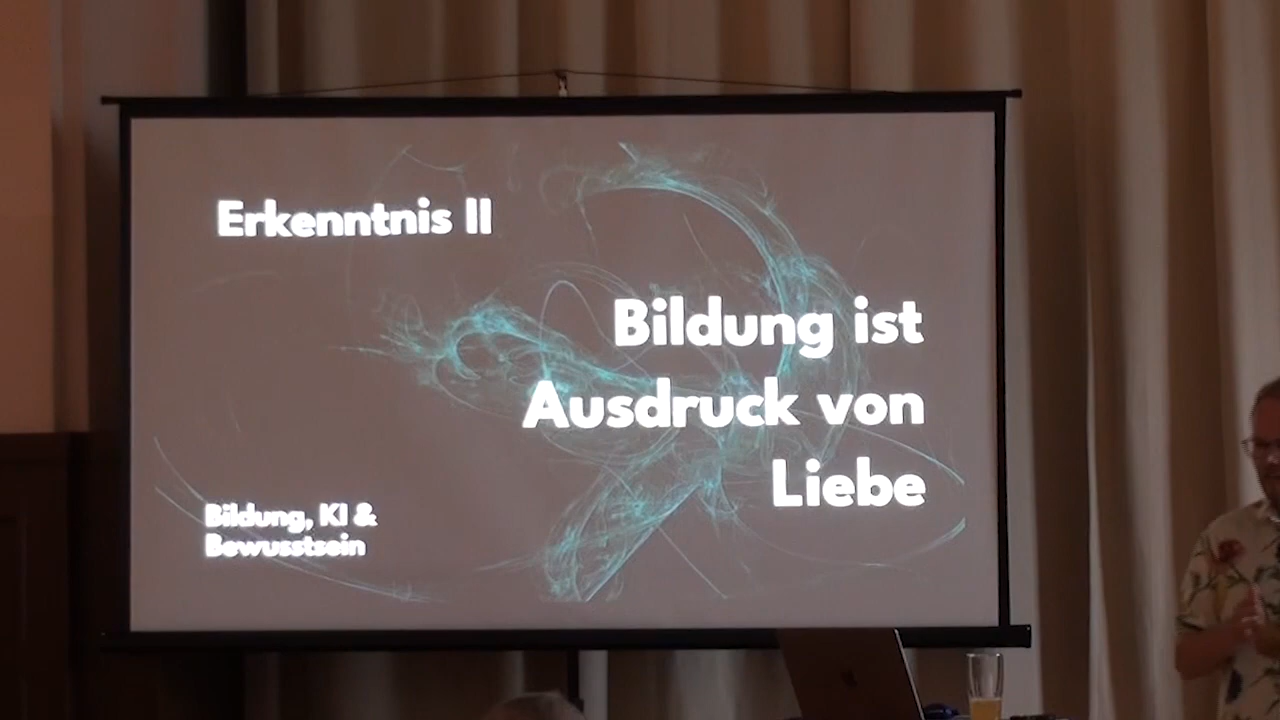 Erkenntnis II
Bildung ist
Ausdruck von
Liebe
Bildung, KI &
Bewusstsein